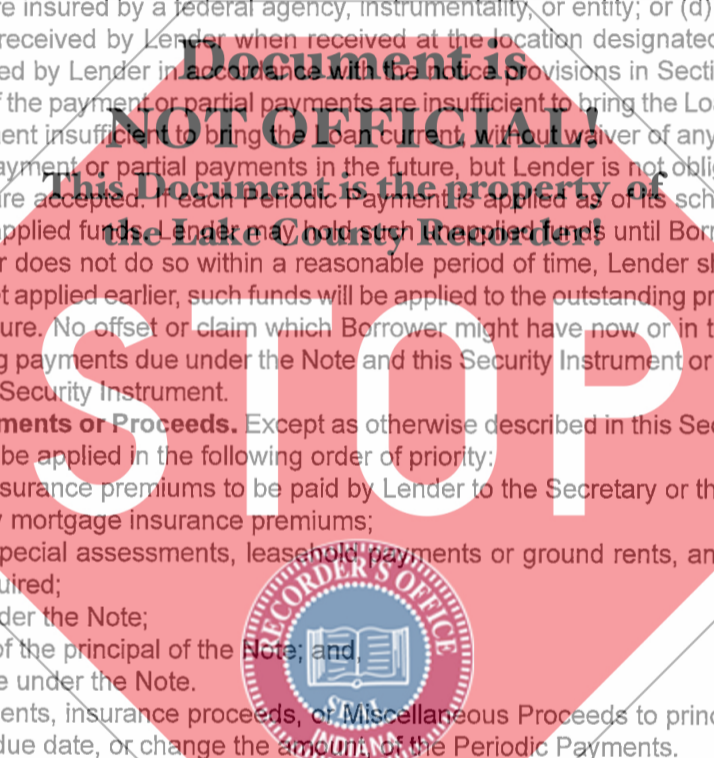 re insured by a federal agency, instrumentality, or entity; or (d)
received by Lender when received at the location designated
ed by Lender in accordance with the notice provisions in Secti
Document is
f the payment or partial payments are insufficient to bring the Lo
ent insufficient to bring the Loan current, without waiver of any
NOT OFFICIAL!
ayment or partial payments in the future, but Lender is not oblig
re accepted. If each Periodic Payment is applied as of its sch
This Document is the property of
applied funds. Lender may hold such unapplied funds until Borr
the Lake County Recorder!
r does not do so within a reasonable period of time, Lender sh
t applied earlier, such funds will be applied to the outstanding pr
ure. No offset or claim which Borrower might have now or in t
g payments due under the Note and this Security Instrument or
Security Instrument.
STOP
ments or Proceeds. Except as otherwise described in this Sec
be applied in the following order of priority:
surance premiums to be paid by Lender to the Secretary or th
y mortgage insurance premiums;
pecial assessments, leasehold payments or ground rents, an
uired;
der the Note;
of the principal of the Note; and,
e under the Note.
RECORDER'S OFFICE
SEAL
INDIANA
ents, insurance proceeds, or Miscellaneous Proceeds to princ
due date, or change the amount, of the Periodic Payments.